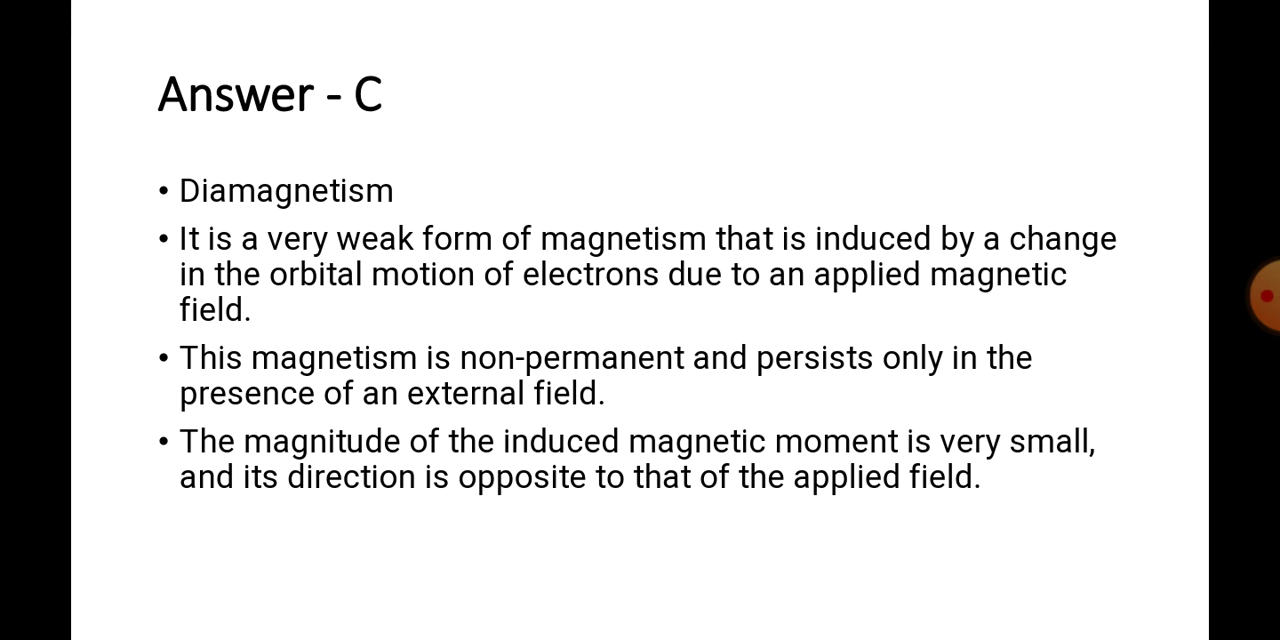 Answer - C
• Diamagnetism
• It is a very weak form of magnetism that is induced by a change
in the orbital motion of electrons due to an applied magnetic
field.
• This magnetism is non-permanent and persists only in the
presence of an external field.
• The magnitude of the induced magnetic moment is very small,
and its direction is opposite to that of the applied field.